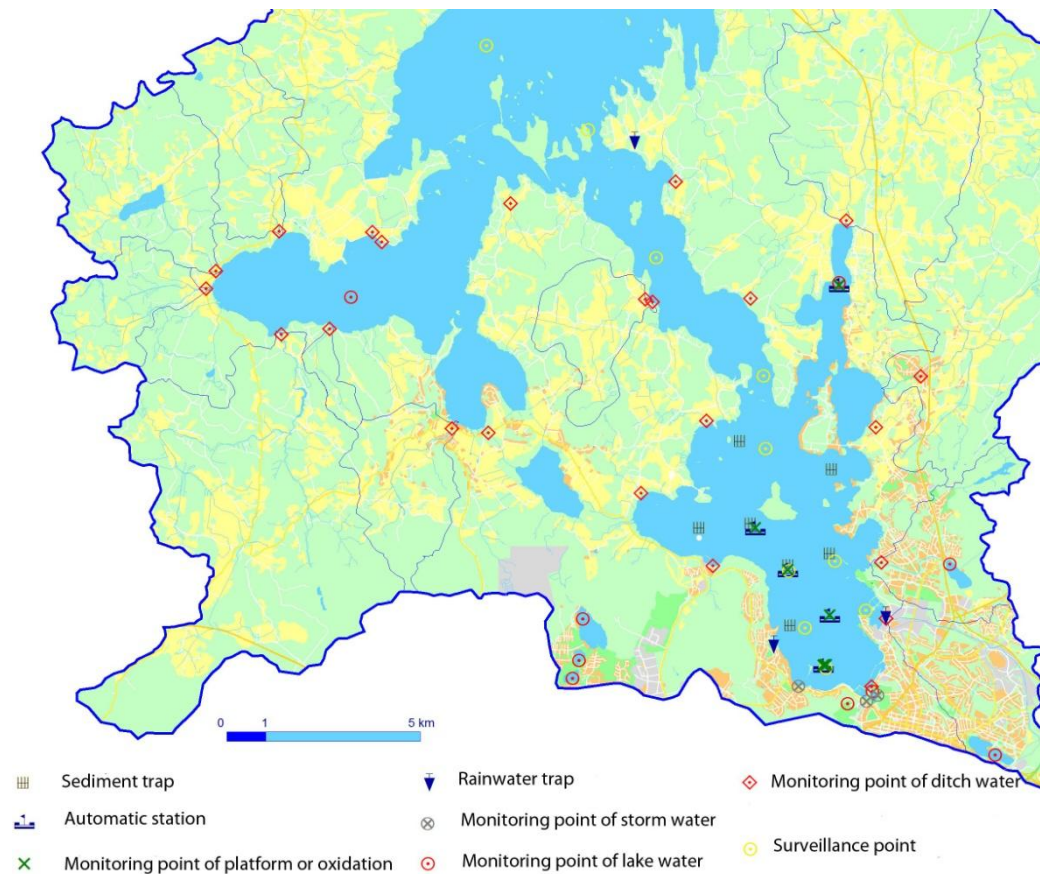 0 1 5 km
Sediment trap
Rainwater trap
Monitoring point of ditch water
Automatic station
Monitoring point of storm water
Surveillance point
Monitoring point of platform or oxidation
Monitoring point of lake water